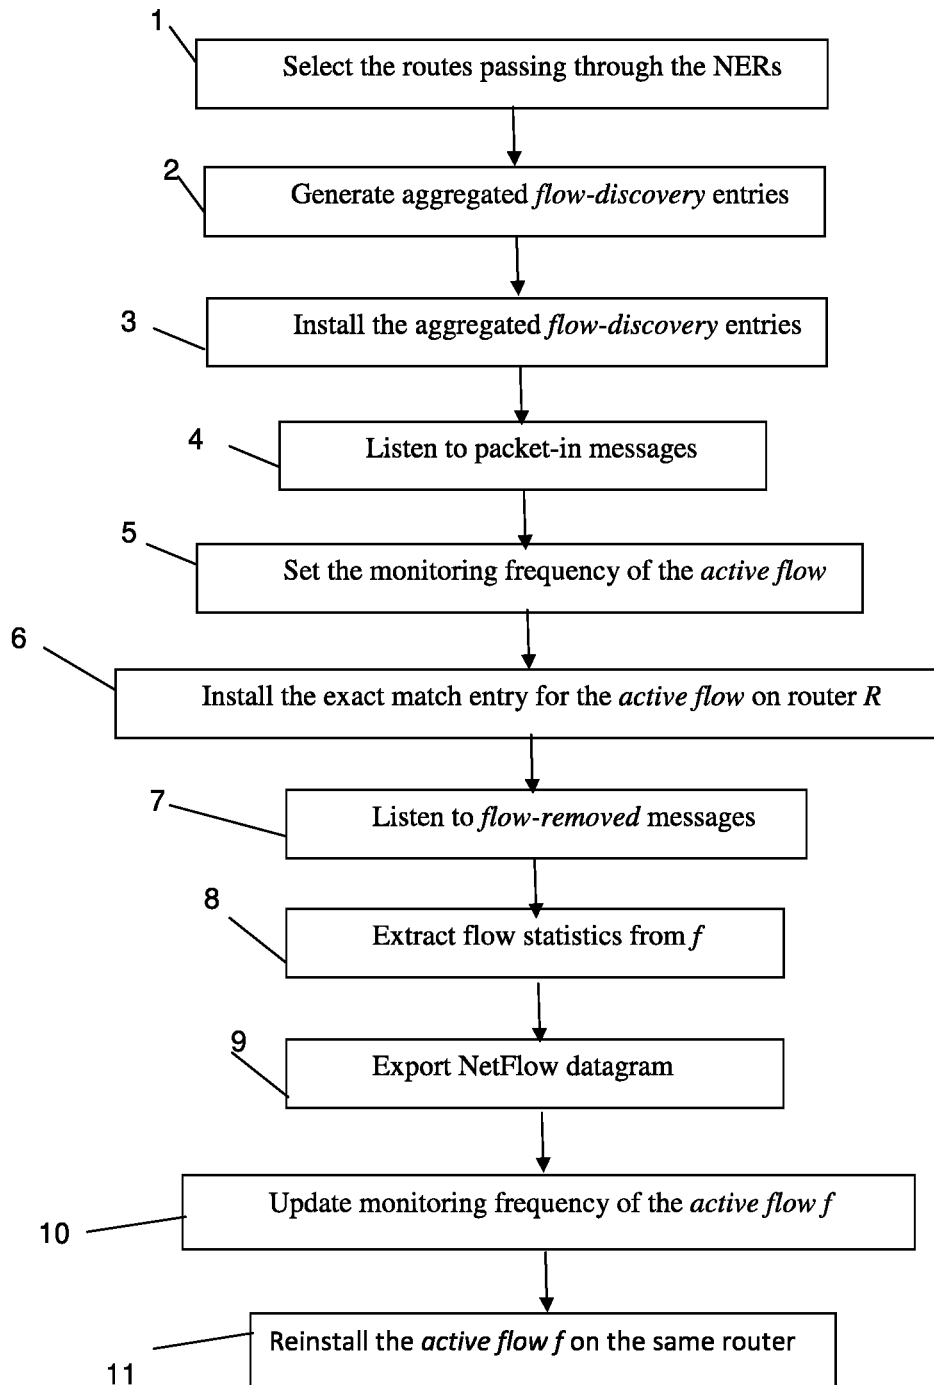 1
Select the routes passing through the NERs
2
Generate aggregated flow-discovery entries
3
Install the aggregated flow-discovery entries
4
Listen to packet-in messages
5
Set the monitoring frequency of the active flow
6
Install the exact match entry for the active flow on router R
7
Listen to flow-removed messages
8
Extract flow statistics from f
9
Export NetFlow datagram
Update monitoring frequency of the active flow f
10
Reinstall the active flow f on the same router
11